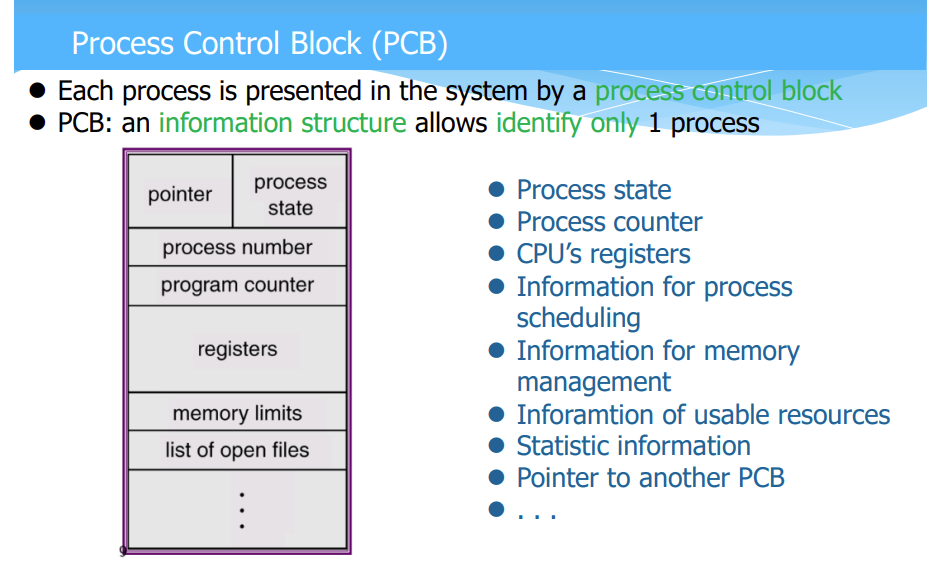 Process Control Block (PCB)
● Each process is presented in the system by a process control block
● PCB: an information structure allows identify only 1 process
pointer
process
state
process number
program counter
registers
memory limits
list of open files
● Process state
● Process counter
● CPU’s registers
● Information for process
scheduling
● Information for memory
management
● Inforamtion of usable resources
● Statistic information
● Pointer to another PCB
● . . .
9